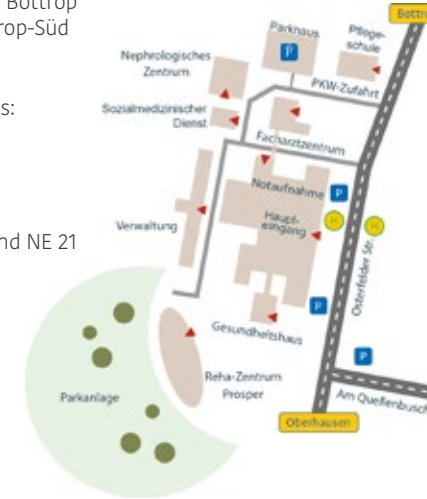 Bottrop
rop-Süd
s:
nd NE 21
Parkhaus
P
Pflege-
schule
Nephrologisches
Zentrum
PKW-Zufahrt
Sozialmedizinischer
Dienst
Facharztzentrum
Notaufnahme
P
Haupt-
eingang
H
H
Verwaltung
Osterfelder Str.
P
Gesundheitshaus
P
Reha-Zentrum
Prosper
Parkanlage
Am Quellenbusch
Oberhausen